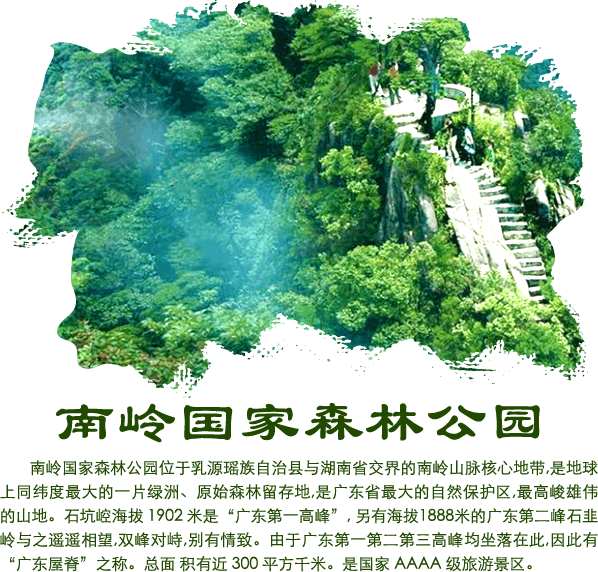 南岭国家森林公园
南岭国家森林公园位于乳源瑶族自治县与湖南省交界的南岭山脉核心地带,是地球
上同纬度最大的一片绿洲、原始森林留存地,是广东省最大的自然保护区,最高峻雄伟
的山地。石坑崆海拔 1902 米是“广东第一高峰”, 另有海拔1888米的广东第二峰石韭
岭与之遥遥相望,双峰对峙,别有情致。由于广东第一第二第三高峰均坐落在此,因此有
“广东屋脊”之称。总面 积有近 300 平方千米。是国家 AAAA 级旅游景区。